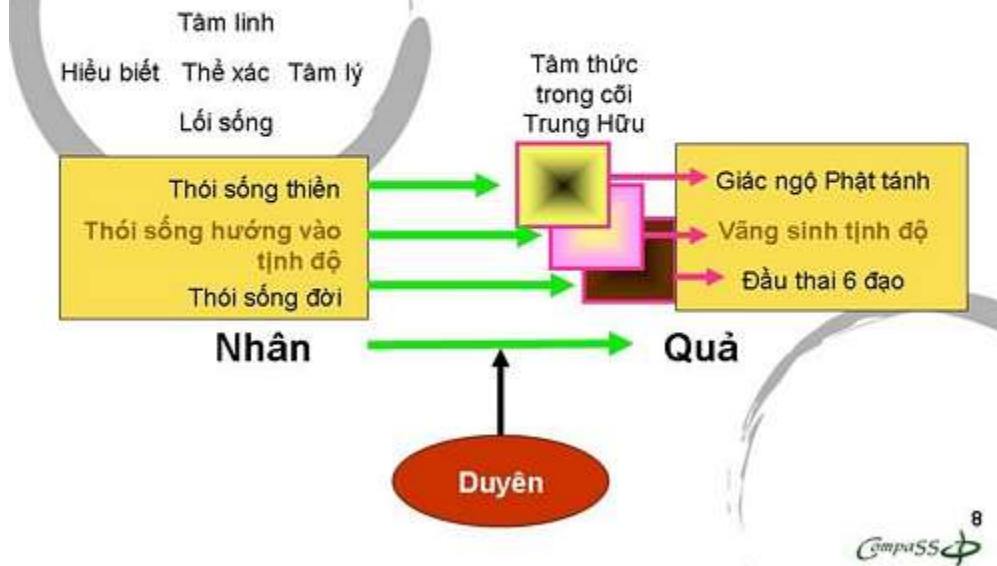 Tâm linh
Hiểu biết Thể xác Tâm lý
Lối sống
Tâm thức
trong cõi
Trung Hữu
Thói sống thiền
Thói sống hướng vào
tịnh độ
Thói sống đời
Giác ngộ Phật tánh
Vãng sinh tịnh độ
Đầu thai 6 đạo
Nhân
Quả
Duyên
8
CompaSS